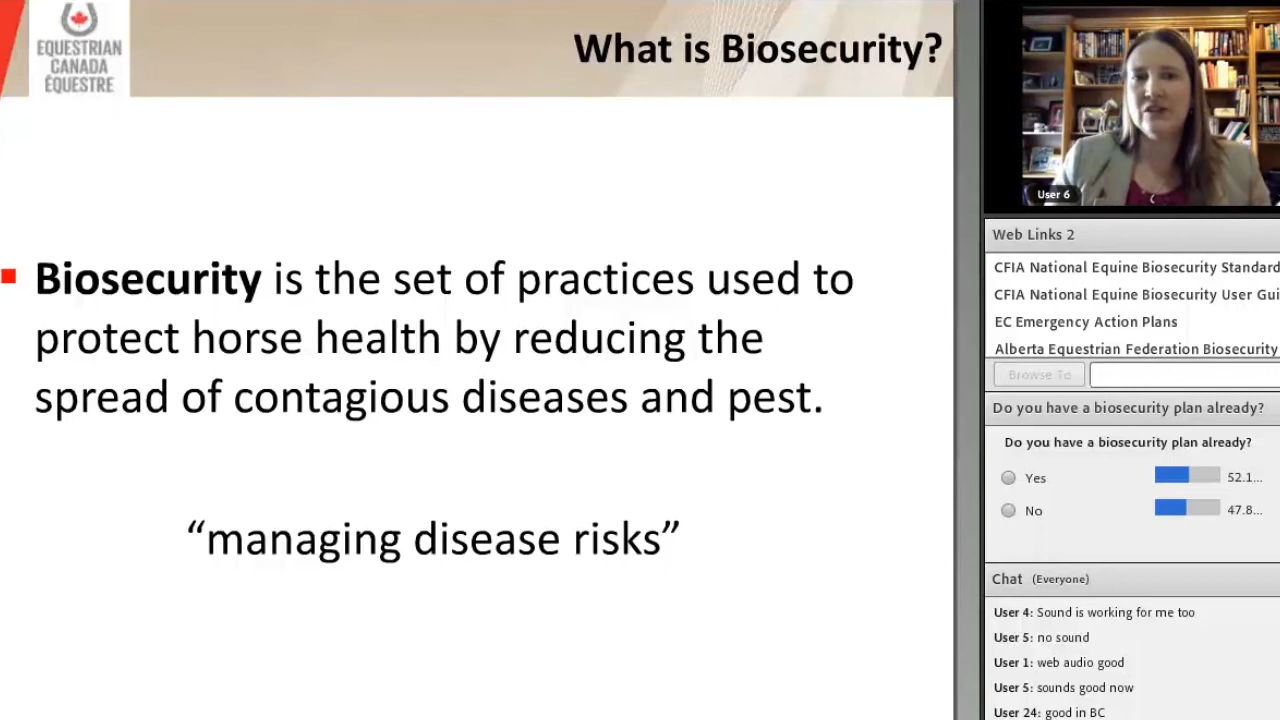 EQUESTRIAN
CANADA
ÉQUESTRE
What is Biosecurity?
Biosecurity is the set of practices used to
protect horse health by reducing the
spread of contagious diseases and pest.
“managing disease risks”
User 6
Web Links 2
CFIA National Equine Biosecurity Standard
CFIA National Equine Biosecurity User Gui
EC Emergency Action Plans
Alberta Equestrian Federation Biosecurity
Browse To
Do you have a biosecurity plan already?
Do you have a biosecurity plan already?
Yes 52.1...
No 47.8...
Chat (Everyone)
User 4: Sound is working for me too
User 5: no sound
User 1: web audio good
User 5: sounds good now
User 24: good in BC